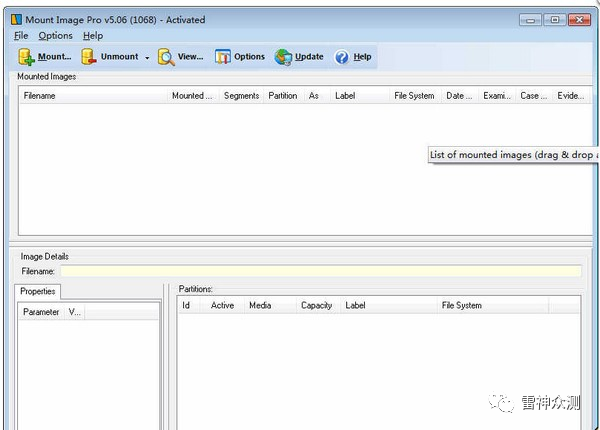 Mount Image Pro v5.06 (1068) - Activated
File Options Help
Mount... Unmount View... Options Update Help
Mounted Images
Filename Mounted ... Segments Partition As Label File System Date ... Exami... Case ... Evide...
List of mounted images (drag & drop a
Image Details
Filename:
Properties
Partitions:
Parameter V...
Id Active Media Capacity Label File System
雷神众测